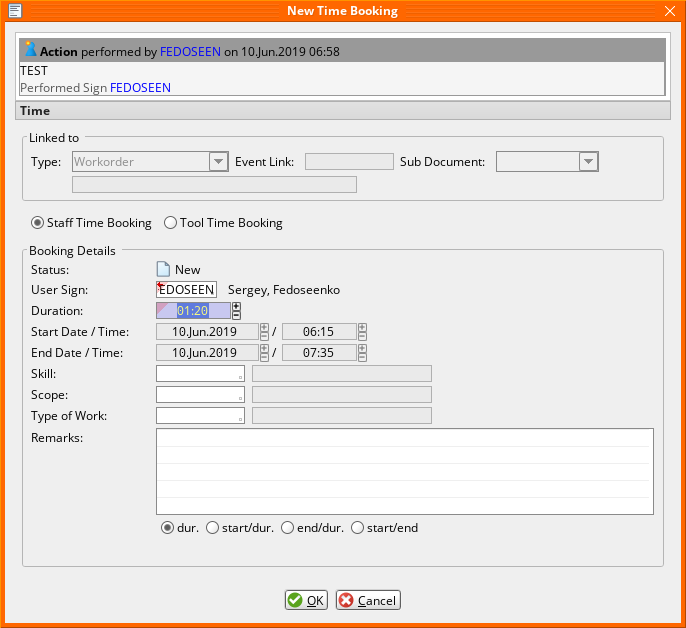 New Time Booking
Action performed by FEDOSEEN on 10.Jun.2019 06:58
TEST
Performed Sign FEDOSEEN
Time
Linked to
Type: Workorder Event Link: Sub Document:
Staff Time Booking Tool Time Booking
Booking Details
Status: New
User Sign: EDOSEEN Sergey, Fedoseenko
Duration: 01:20
Start Date / Time: 10.Jun.2019 / 06:15
End Date / Time: 10.Jun.2019 / 07:35
Skill:
Scope:
Type of Work:
Remarks:
dur. start/dur. end/dur. start/end
OK Cancel